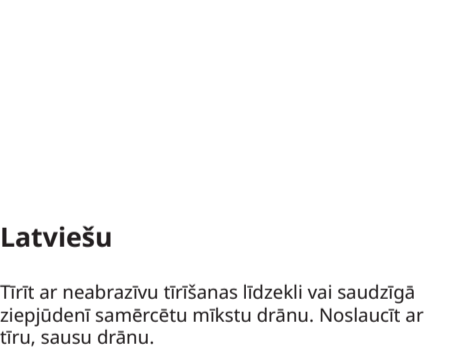 Latviešu
Tīrīt ar neabrazīvu tīrīšanas līdzekli vai saudzīgā
ziepjūdenī samērcētu mīkstu drānu. Noslaucīt ar
tīru, sausu drānu.